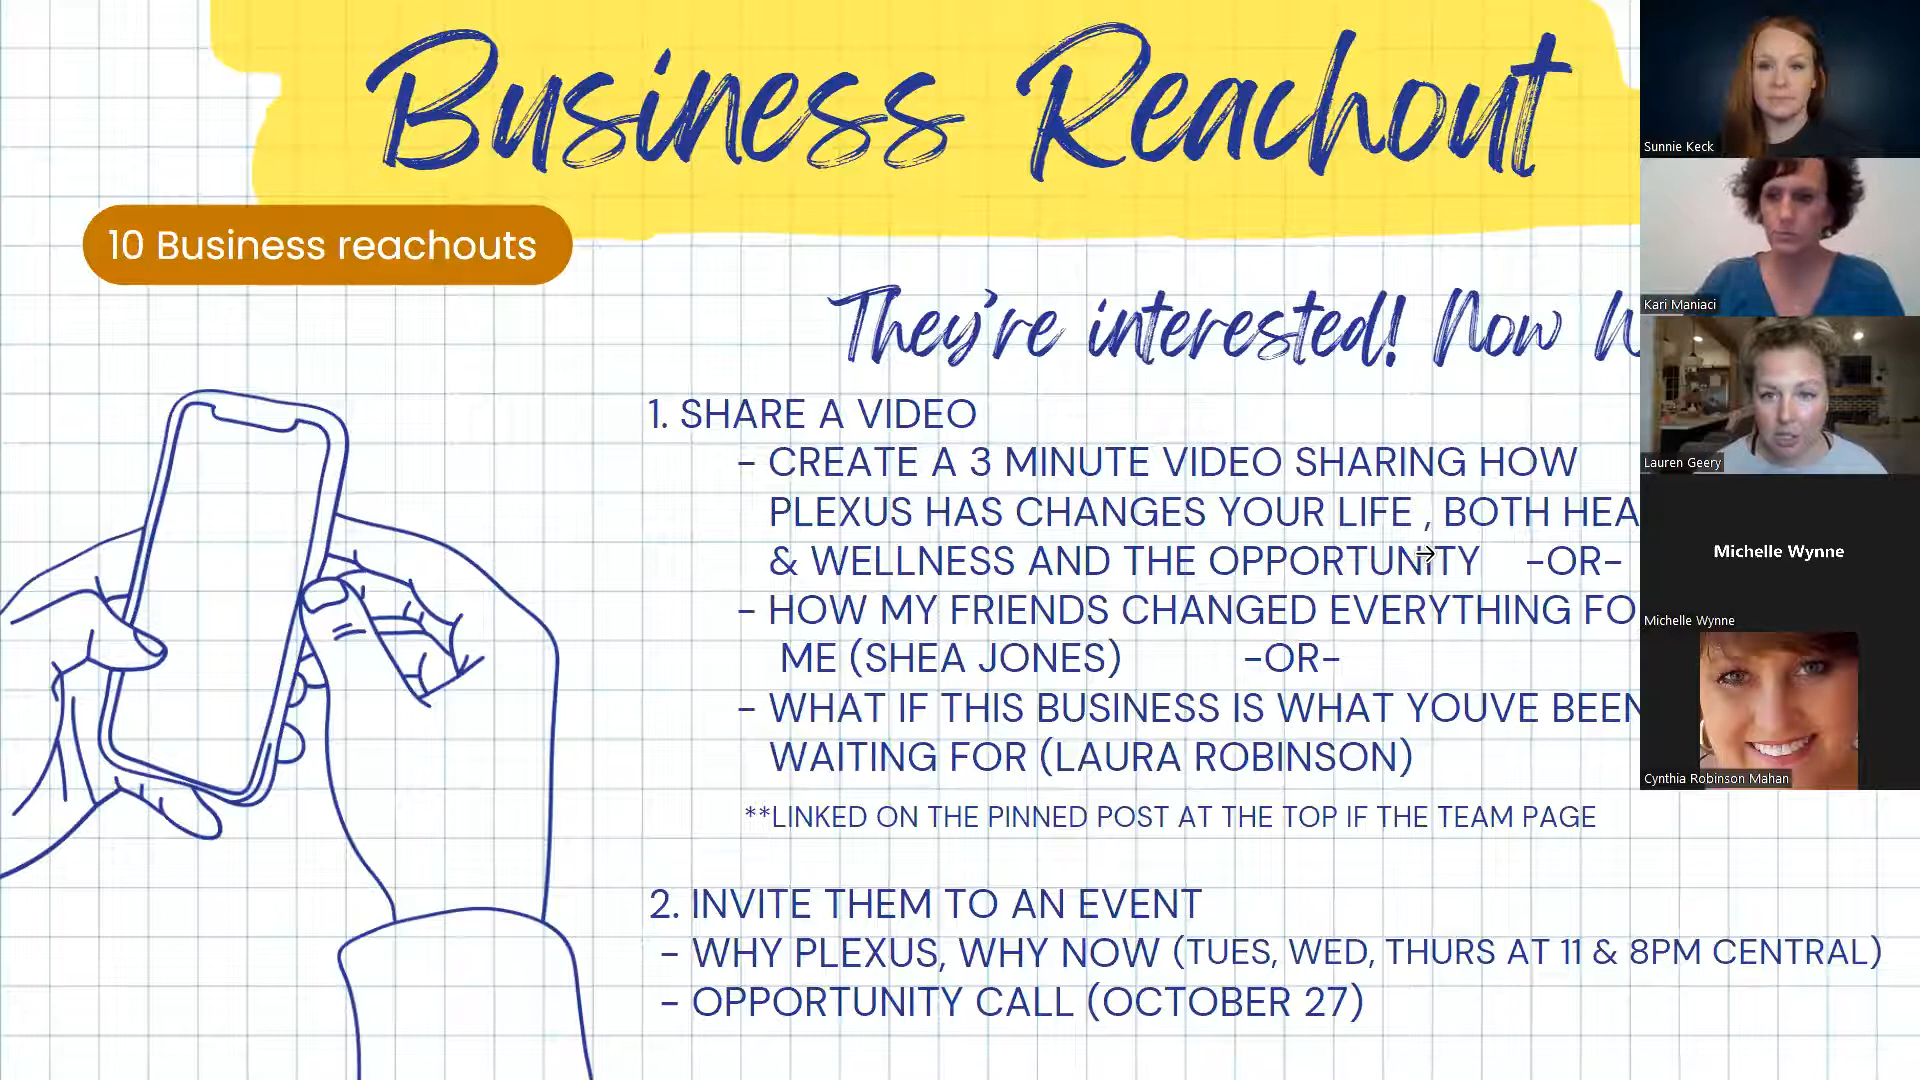 Business Reachout
10 Business reachouts
They're interested! Now
1. SHARE A VIDEO
- CREATE A 3 MINUTE VIDEO SHARING HOW
PLEXUS HAS CHANGES YOUR LIFE , BOTH HEA
& WELLNESS AND THE OPPORTUNITY -OR-
- HOW MY FRIENDS CHANGED EVERYTHING FO
ME (SHEA JONES) -OR-
- WHAT IF THIS BUSINESS IS WHAT YOUVE BEEN
WAITING FOR (LAURA ROBINSON)
**LINKED ON THE PINNED POST AT THE TOP IF THE TEAM PAGE
2. INVITE THEM TO AN EVENT
- WHY PLEXUS, WHY NOW (TUES, WED, THURS AT 11 & 8PM CENTRAL)
- OPPORTUNITY CALL (OCTOBER 27)
Sunnie Keck
Kari Maniaci
Lauren Geery
Michelle Wynne
Michelle Wynne
Cynthia Robinson Mahan